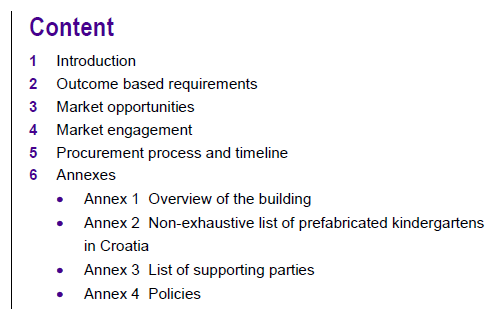 Content
1 Introduction
2 Outcome based requirements
3 Market opportunities
4 Market engagement
5 Procurement process and timeline
6 Annexes
• Annex 1 Overview of the building
• Annex 2 Non-exhaustive list of prefabricated kindergartens
in Croatia
• Annex 3 List of supporting parties
• Annex 4 Policies